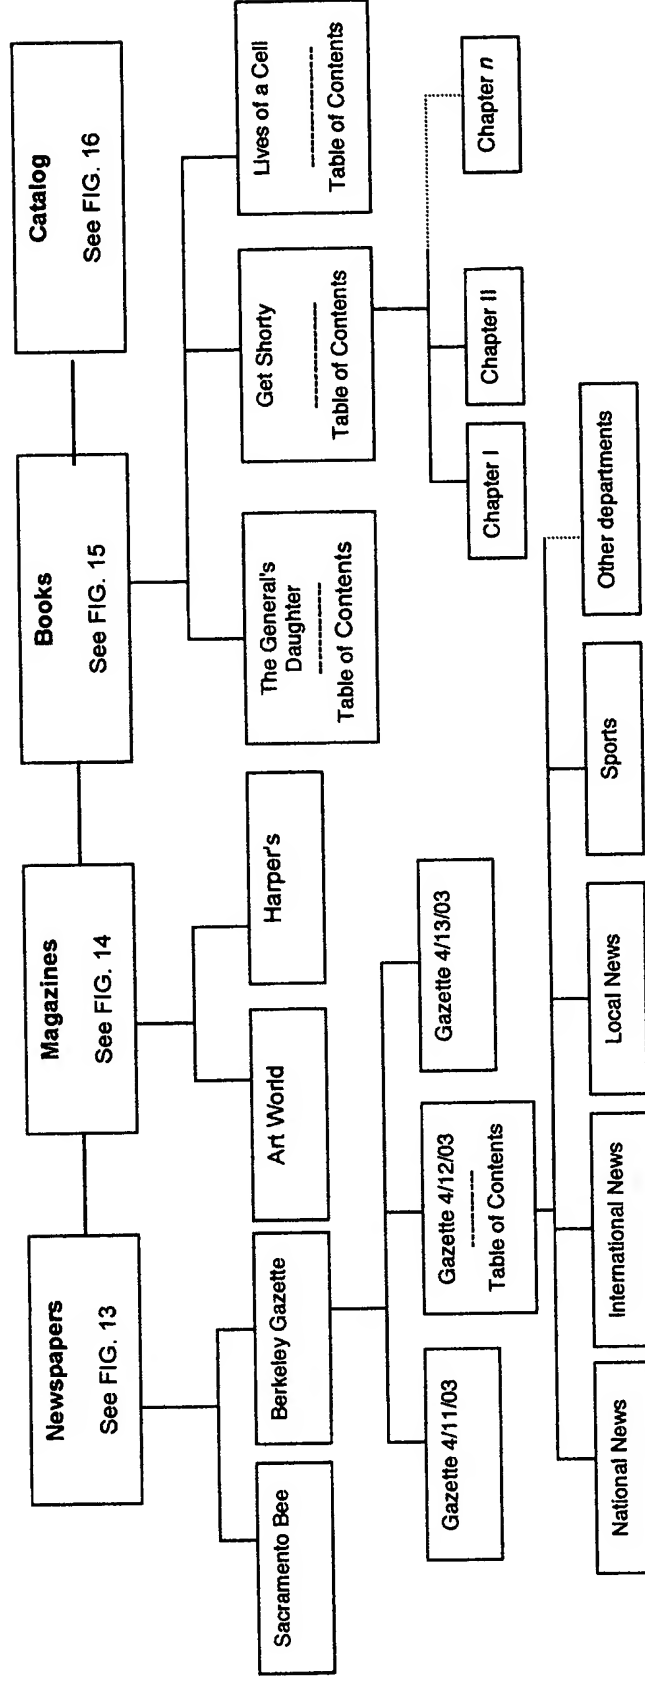 Newspapers
See FIG. 13
Magazines
See FIG. 14
Books
See FIG. 15
Catalog
See FIG. 16
Sacramento Bee
Berkeley Gazette
Art World
Harper's
The General's
Daughter
-----------
Table of Contents
Get Shorty
-----------
Table of Contents
Lives of a Cell
-----------
Table of Contents
Gazette 4/11/03
Gazette 4/12/03
-----------
Table of Contents
Gazette 4/13/03
Chapter I
Chapter II
Chapter n
National News
International News
Local News
Sports
Other departments